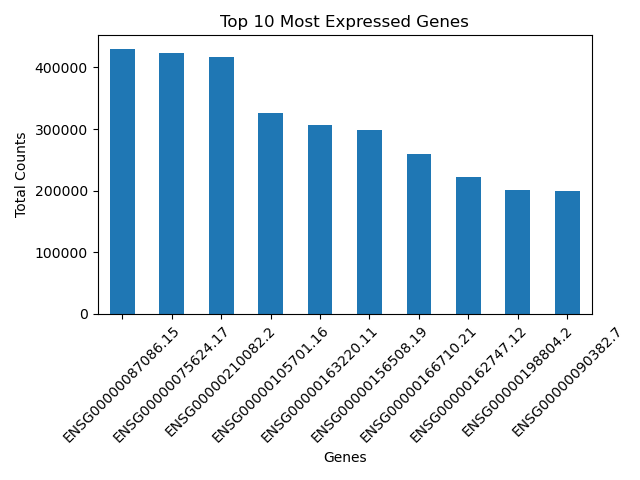 Top 10 Most Expressed Genes
Total Counts
400000
300000
200000
100000
0
ENSG00000087086.15
ENSG00000075624.17
ENSG00000210082.2
ENSG00000105701.16
ENSG00000163220.11
ENSG00000156508.19
ENSG00000166710.21
ENSG00000162747.12
ENSG00000198804.2
ENSG00000090382.7
Genes